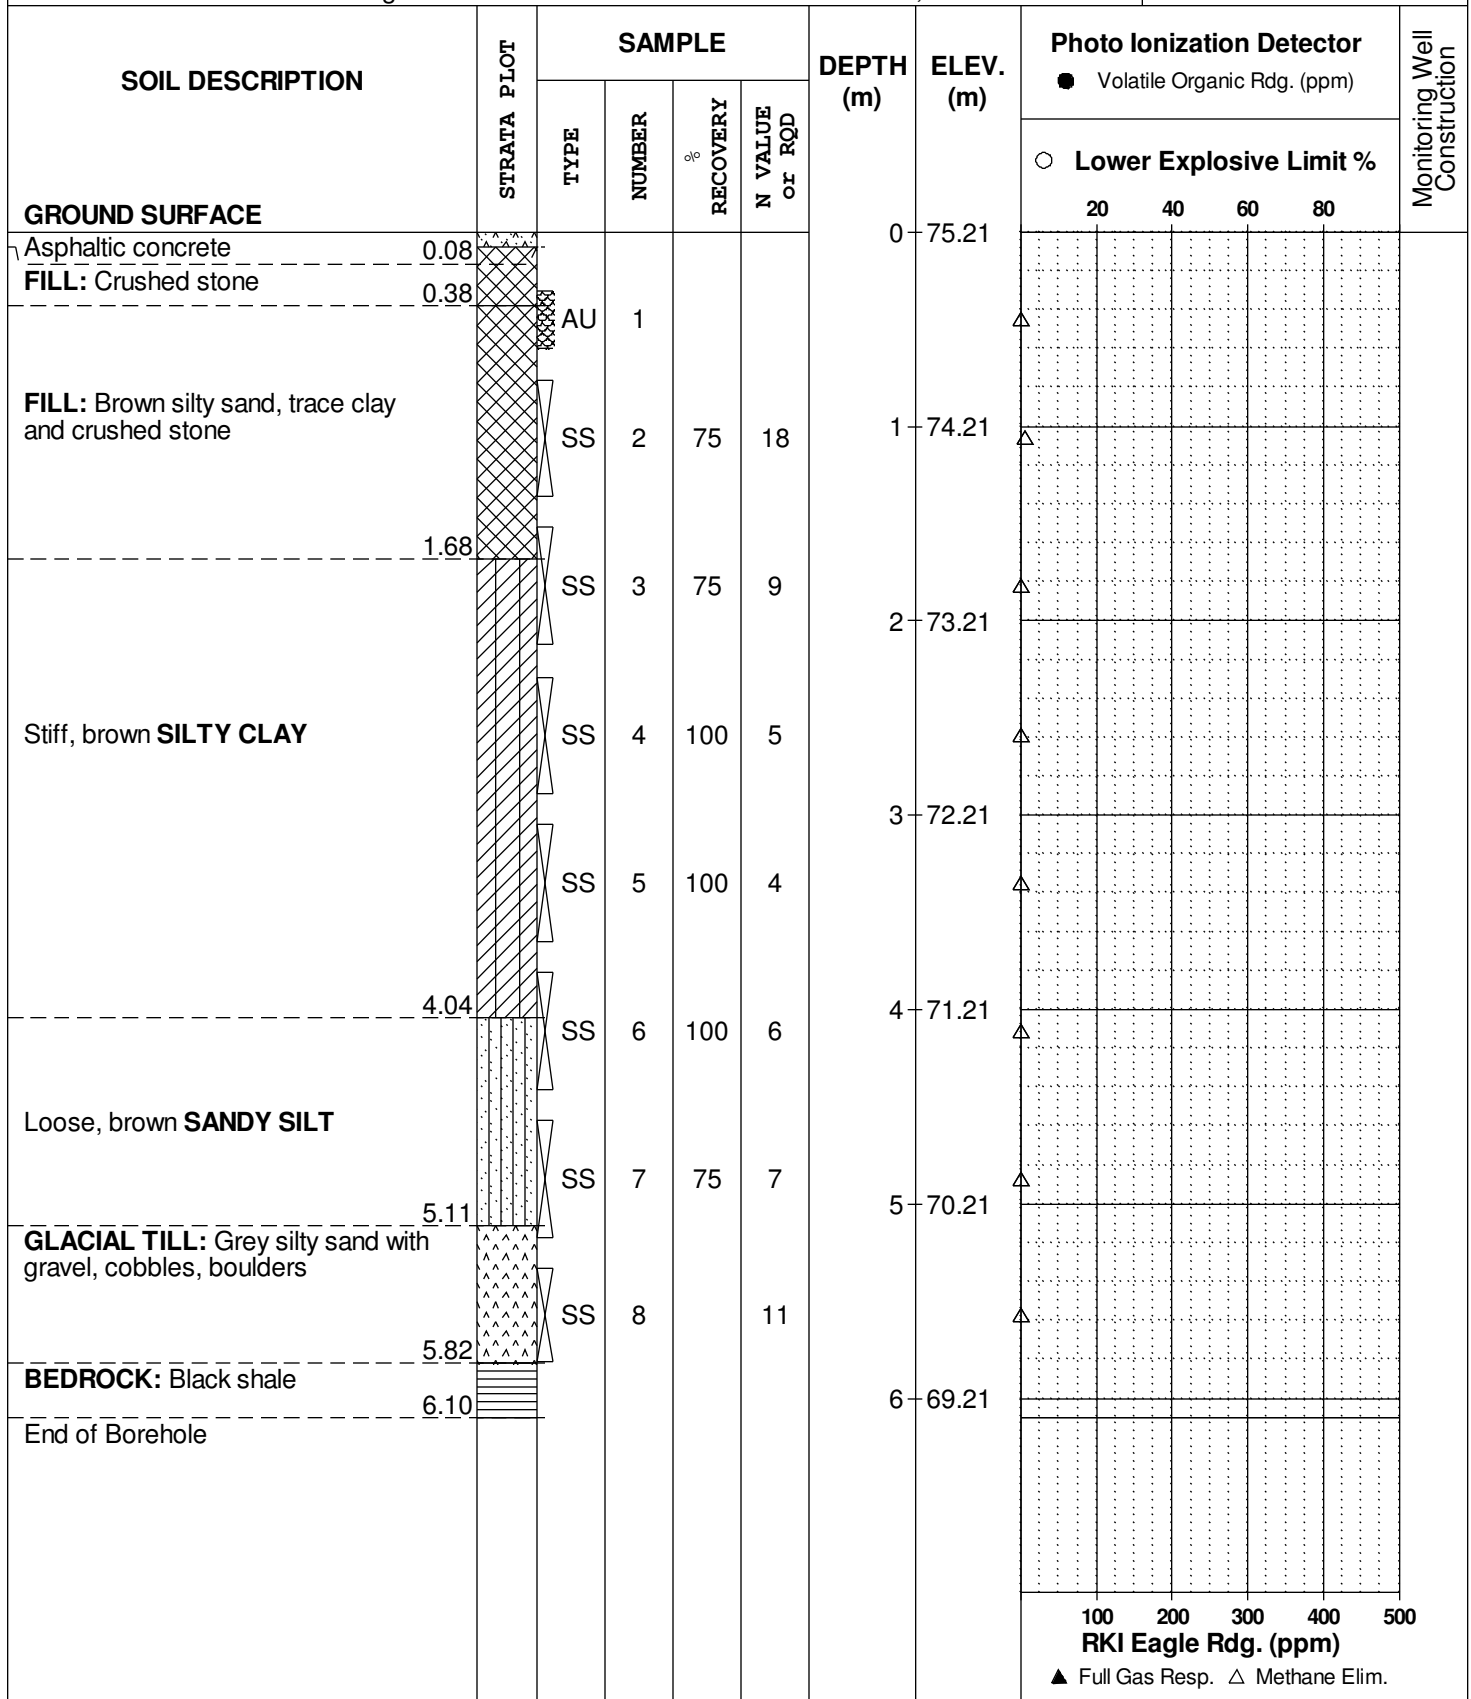 SOIL DESCRIPTION
STRATA PLOT
SAMPLE
TYPE
NUMBER
%
RECOVERY
N VALUE
or RQD
DEPTH
(m)
ELEV.
(m)
Photo Ionization Detector
● Volatile Organic Rdg. (ppm)
○ Lower Explosive Limit %
20 40 60 80
Monitoring Well
Construction
GROUND SURFACE
0 75.21
Asphaltic concrete 0.08
FILL: Crushed stone
0.38
AU 1
FILL: Brown silty sand, trace clay
and crushed stone
SS 2 75 18
1 74.21
1.68
SS 3 75 9
2 73.21
Stiff, brown SILTY CLAY
SS 4 100 5
3 72.21
SS 5 100 4
4.04
4 71.21
SS 6 100 6
Loose, brown SANDY SILT
SS 7 75 7
5 70.21
5.11
GLACIAL TILL: Grey silty sand with
gravel, cobbles, boulders
SS 8 11
5.82
BEDROCK: Black shale
6.10
6 69.21
End of Borehole
100 200 300 400 500
RKI Eagle Rdg. (ppm)
▲ Full Gas Resp. △ Methane Elim.